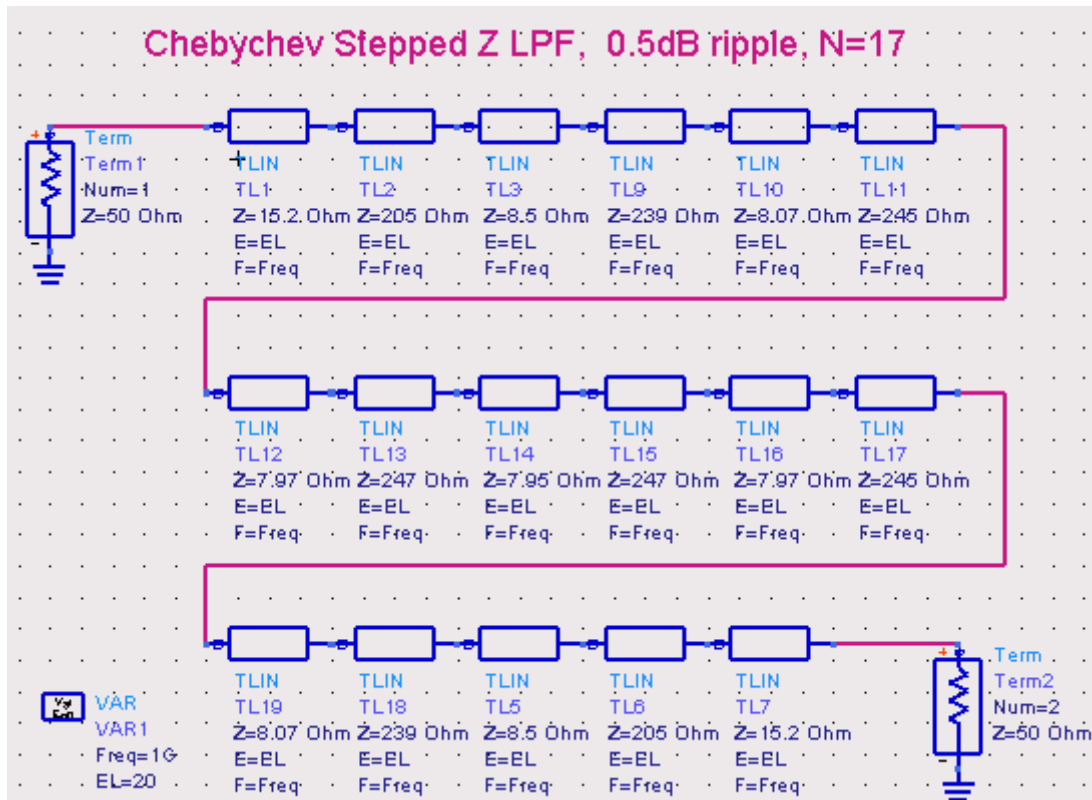 Chebychev Stepped Z LPF, 0.5dB ripple, N=17
+
Term
Term1
Num=1
Z=50 Ohm
-
TLIN TLIN TLIN TLIN TLIN TLIN
TL1 TL2 TL3 TL9 TL10 TL11
Z=15.2 Ohm Z=205 Ohm Z=8.5 Ohm Z=239 Ohm Z=8.07 Ohm Z=245 Ohm
E=EL E=EL E=EL E=EL E=EL E=EL
F=Freq F=Freq F=Freq F=Freq F=Freq F=Freq
TLIN TLIN TLIN TLIN TLIN TLIN
TL12 TL13 TL14 TL15 TL16 TL17
Z=7.97 Ohm Z=247 Ohm Z=7.95 Ohm Z=247 Ohm Z=7.97 Ohm Z=245 Ohm
E=EL E=EL E=EL E=EL E=EL E=EL
F=Freq F=Freq F=Freq F=Freq F=Freq F=Freq
TLIN TLIN TLIN TLIN TLIN
TL19 TL18 TL5 TL6 TL7
Z=8.07 Ohm Z=239 Ohm Z=8.5 Ohm Z=205 Ohm Z=15.2 Ohm
E=EL E=EL E=EL E=EL E=EL
F=Freq F=Freq F=Freq F=Freq F=Freq
+
Term
Term2
Num=2
Z=50 Ohm
-
Var
Eqn
VAR
VAR1
Freq=1G
EL=20